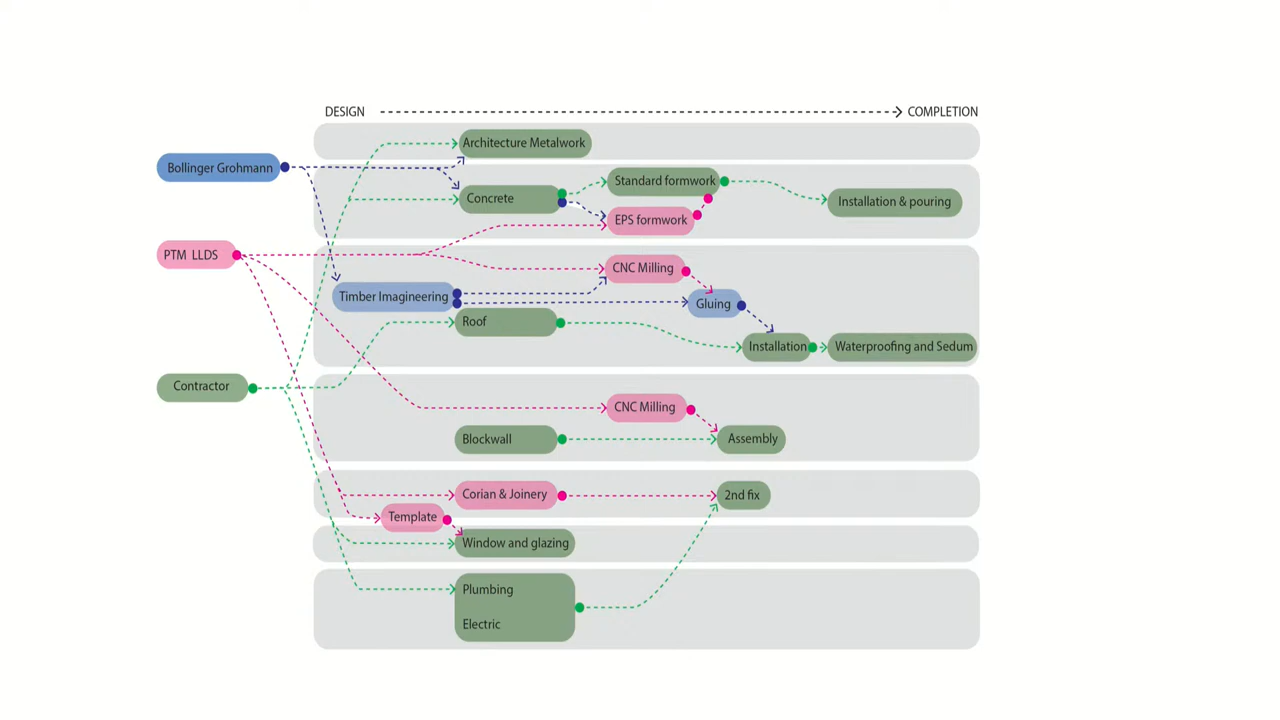 DESIGN
COMPLETION
Architecture Metalwork
Bollinger Grohmann
Standard formwork
Concrete
Installation & pouring
EPS formwork
PTM LLDS
CNC Milling
Timber Imagineering
Gluing
Roof
Installation
Waterproofing and Sedum
Contractor
CNC Milling
Blockwall
Assembly
Corian & Joinery
2nd fix
Template
Window and glazing
Plumbing
Electric